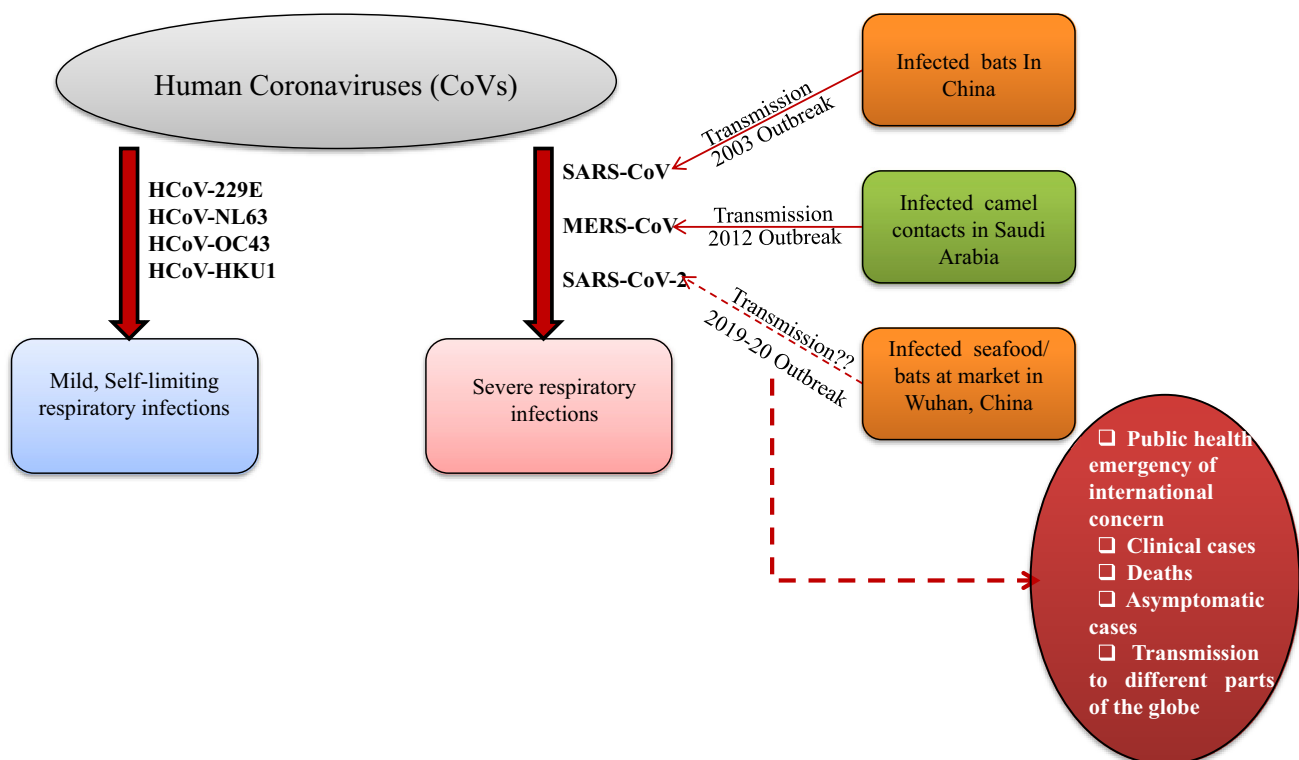 Human Coronaviruses (CoVs)
HCoV-229E
HCoV-NL63
HCoV-OC43
HCoV-HKU1
Mild, Self-limiting
respiratory infections
SARS-CoV
MERS-CoV
SARS-CoV-2
Severe respiratory
infections
Transmission
2003 Outbreak
Infected bats In
China
Transmission
2012 Outbreak
Infected camel
contacts in Saudi
Arabia
Transmission??
2019-20 Outbreak
Infected seafood/
bats at market in
Wuhan, China
❑ Public health
emergency of
international
concern
❑ Clinical cases
❑ Deaths
❑ Asymptomatic
cases
❑ Transmission
to different parts
of the globe